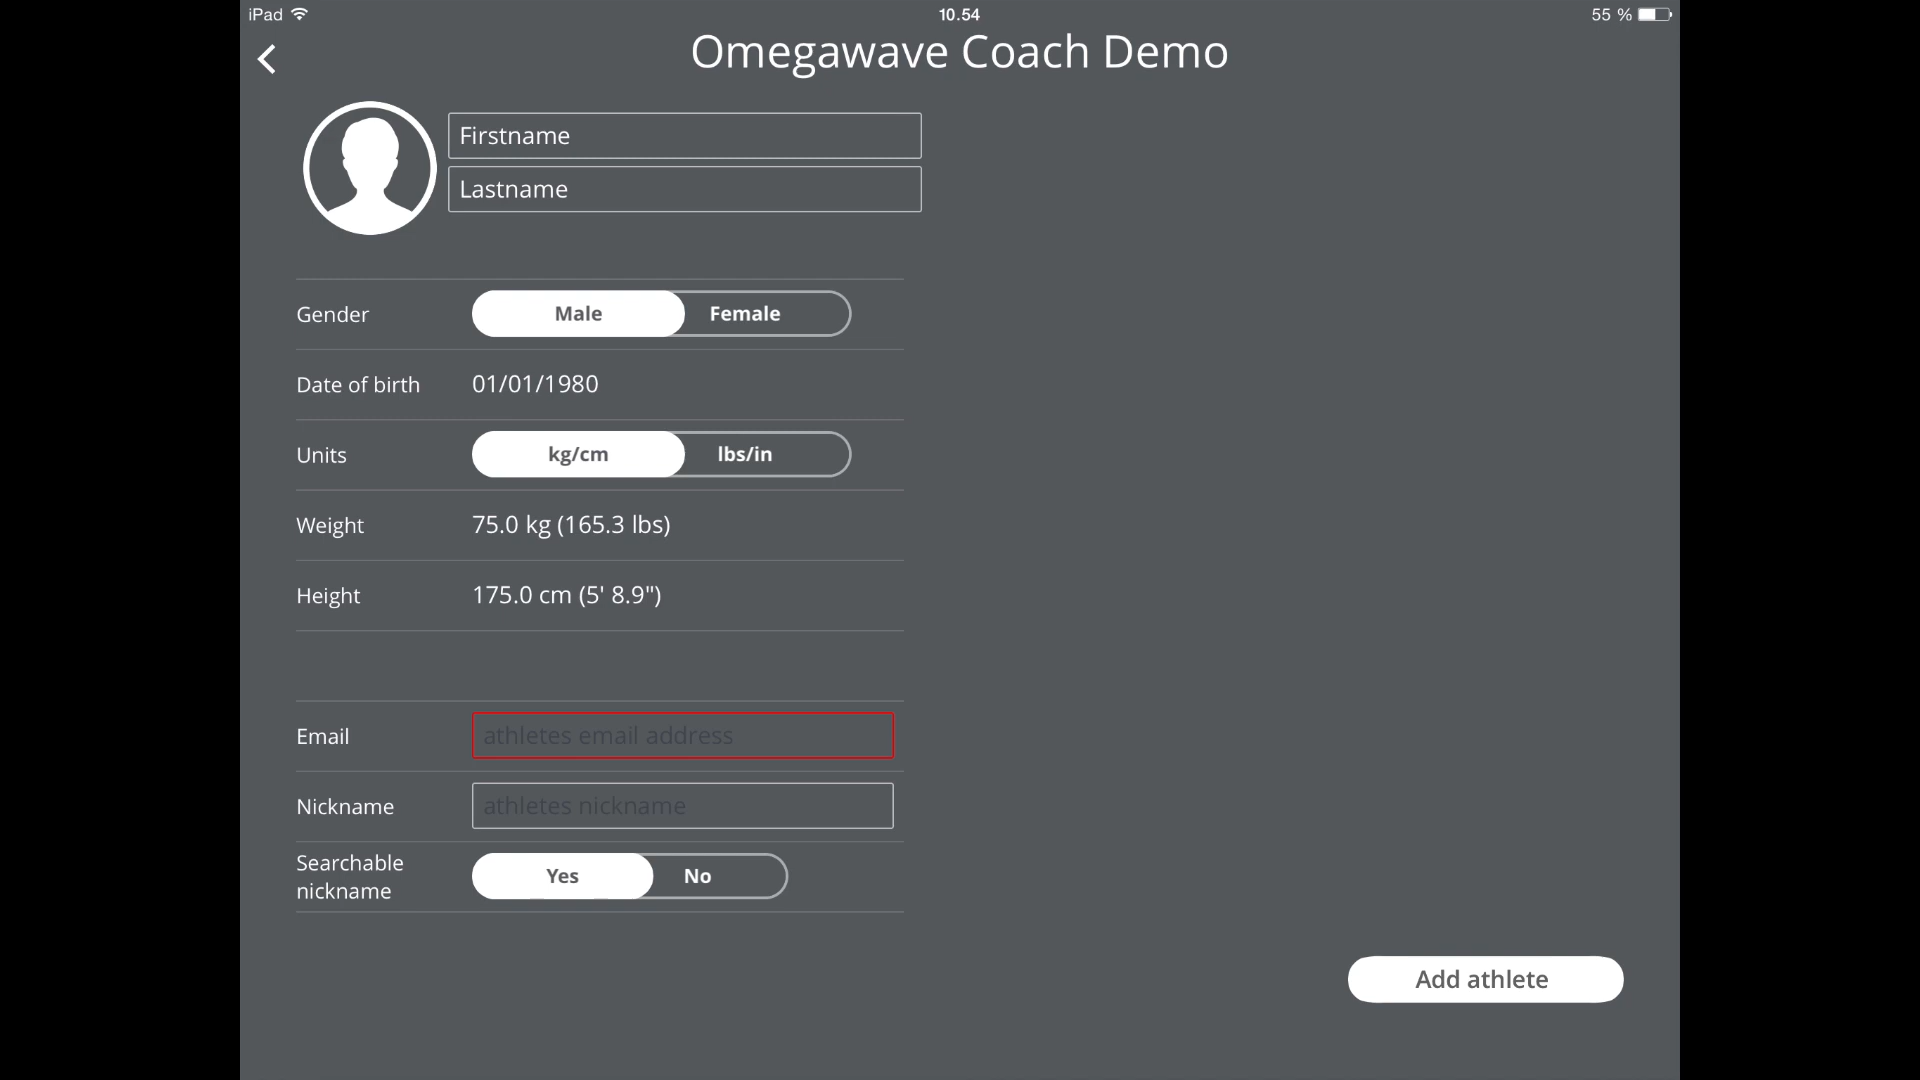 iPad 10.54 55 %
Omegawave Coach Demo
Firstname
Lastname
Gender Male Female
Date of birth 01/01/1980
Units kg/cm lbs/in
Weight 75.0 kg (165.3 lbs)
Height 175.0 cm (5' 8.9")
Email athletes email address
Nickname athletes nickname
Searchable
nickname Yes No
Add athlete